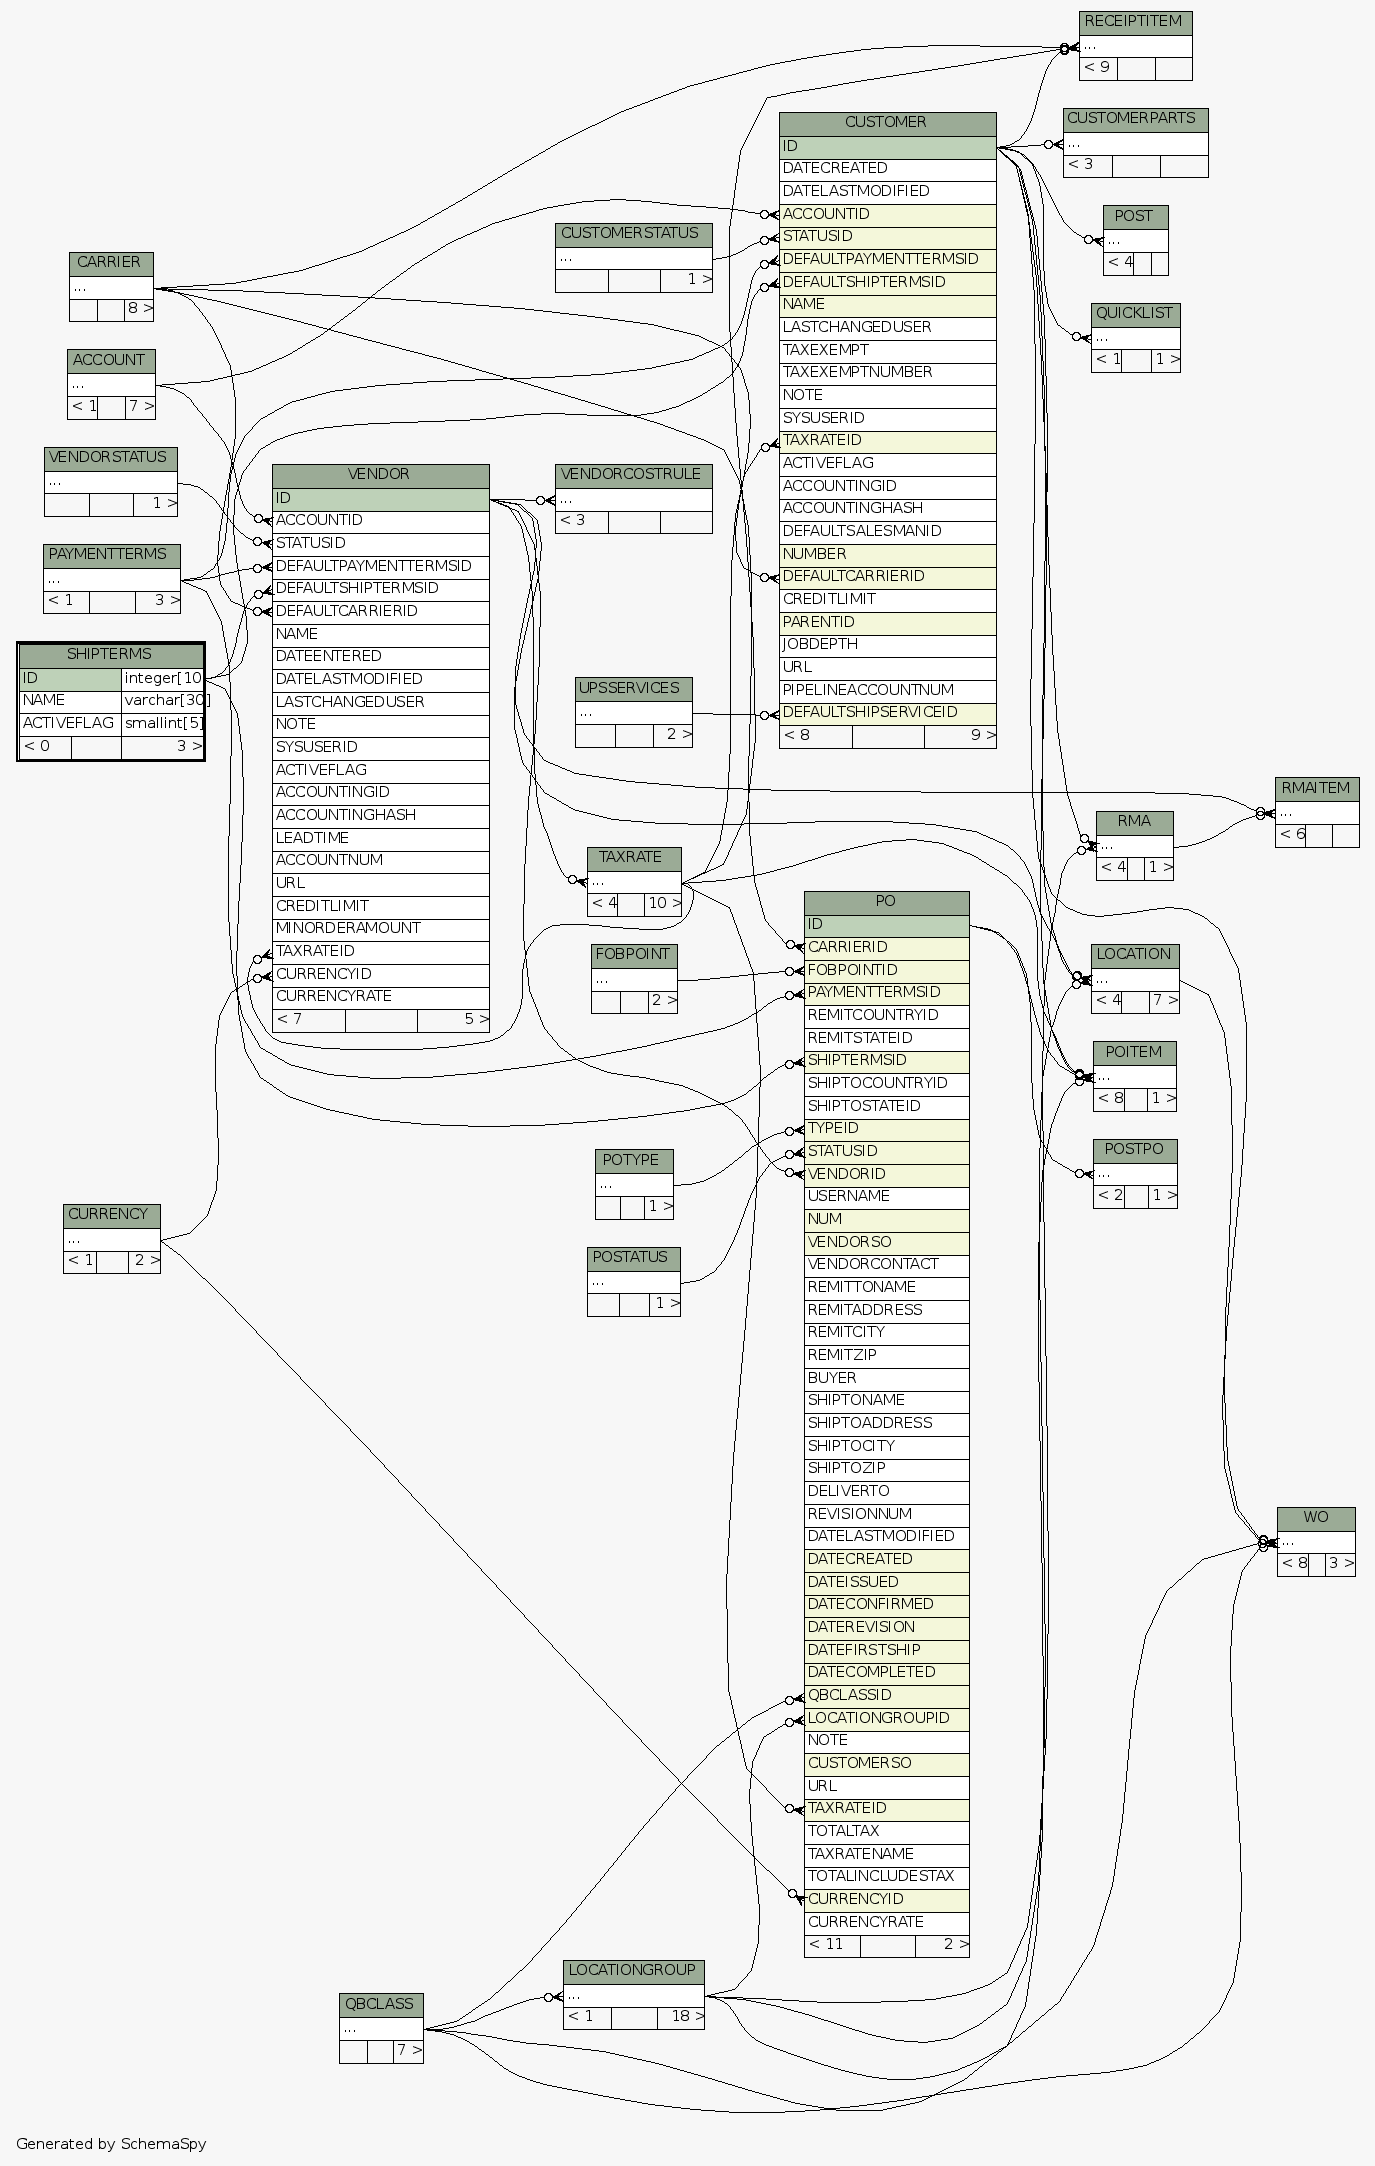 RECEIPTITEM
...
< 9
CUSTOMERPARTS
...
< 3
POST
...
< 4
QUICKLIST
...
< 1 1 >
CUSTOMER
ID
DATECREATED
DATELASTMODIFIED
ACCOUNTID
STATUSID
DEFAULTPAYMENTTERMSID
DEFAULTSHIPTERMSID
NAME
LASTCHANGEDUSER
TAXEXEMPT
TAXEXEMPTNUMBER
NOTE
SYSUSERID
TAXRATEID
ACTIVEFLAG
ACCOUNTINGID
ACCOUNTINGHASH
DEFAULTSALESMANID
NUMBER
DEFAULTCARRIERID
CREDITLIMIT
PARENTID
JOBDEPTH
URL
PIPELINEACCOUNTNUM
DEFAULTSHIPSERVICEID
< 8 9 >
CUSTOMERSTATUS
...
1 >
CARRIER
...
8 >
ACCOUNT
...
< 1 7 >
VENDORSTATUS
...
1 >
PAYMENTTERMS
...
< 1 3 >
SHIPTERMS
ID integer[10
NAME varchar[30]
ACTIVEFLAG smallint[5]
< 0 3 >
VENDOR
ID
ACCOUNTID
STATUSID
DEFAULTPAYMENTTERMSID
DEFAULTSHIPTERMSID
DEFAULTCARRIERID
NAME
DATEENTERED
DATELASTMODIFIED
LASTCHANGEDUSER
NOTE
SYSUSERID
ACTIVEFLAG
ACCOUNTINGID
ACCOUNTINGHASH
LEADTIME
ACCOUNTNUM
URL
CREDITLIMIT
MINORDERAMOUNT
TAXRATEID
CURRENCYID
CURRENCYRATE
< 7 5 >
VENDORCOSTRULE
...
< 3
UPSSERVICES
...
2 >
RMAITEM
...
< 6
RMA
...
< 4 1 >
TAXRATE
...
< 4 10 >
FOBPOINT
...
2 >
LOCATION
...
< 4 7 >
POITEM
...
< 8 1 >
POSTPO
...
< 2 1 >
PO
ID
CARRIERID
FOBPOINTID
PAYMENTTERMSID
REMITCOUNTRYID
REMITSTATEID
SHIPTERMSID
SHIPTOCOUNTRYID
SHIPTOSTATEID
TYPEID
STATUSID
VENDORID
USERNAME
NUM
VENDORSO
VENDORCONTACT
REMITTONAME
REMITADDRESS
REMITCITY
REMITZIP
BUYER
SHIPTONAME
SHIPTOADDRESS
SHIPTOCITY
SHIPTOZIP
DELIVERTO
REVISIONNUM
DATELASTMODIFIED
DATECREATED
DATEISSUED
DATECONFIRMED
DATEREVISION
DATEFIRSTSHIP
DATECOMPLETED
QBCLASSID
LOCATIONGROUPID
NOTE
CUSTOMERSO
URL
TAXRATEID
TOTALTAX
TAXRATENAME
TOTALINCLUDESTAX
CURRENCYID
CURRENCYRATE
< 11 2 >
POTYPE
...
1 >
POSTATUS
...
1 >
CURRENCY
...
< 1 2 >
WO
...
< 8 3 >
LOCATIONGROUP
...
< 1 18 >
QBCLASS
...
7 >
Generated by SchemaSpy